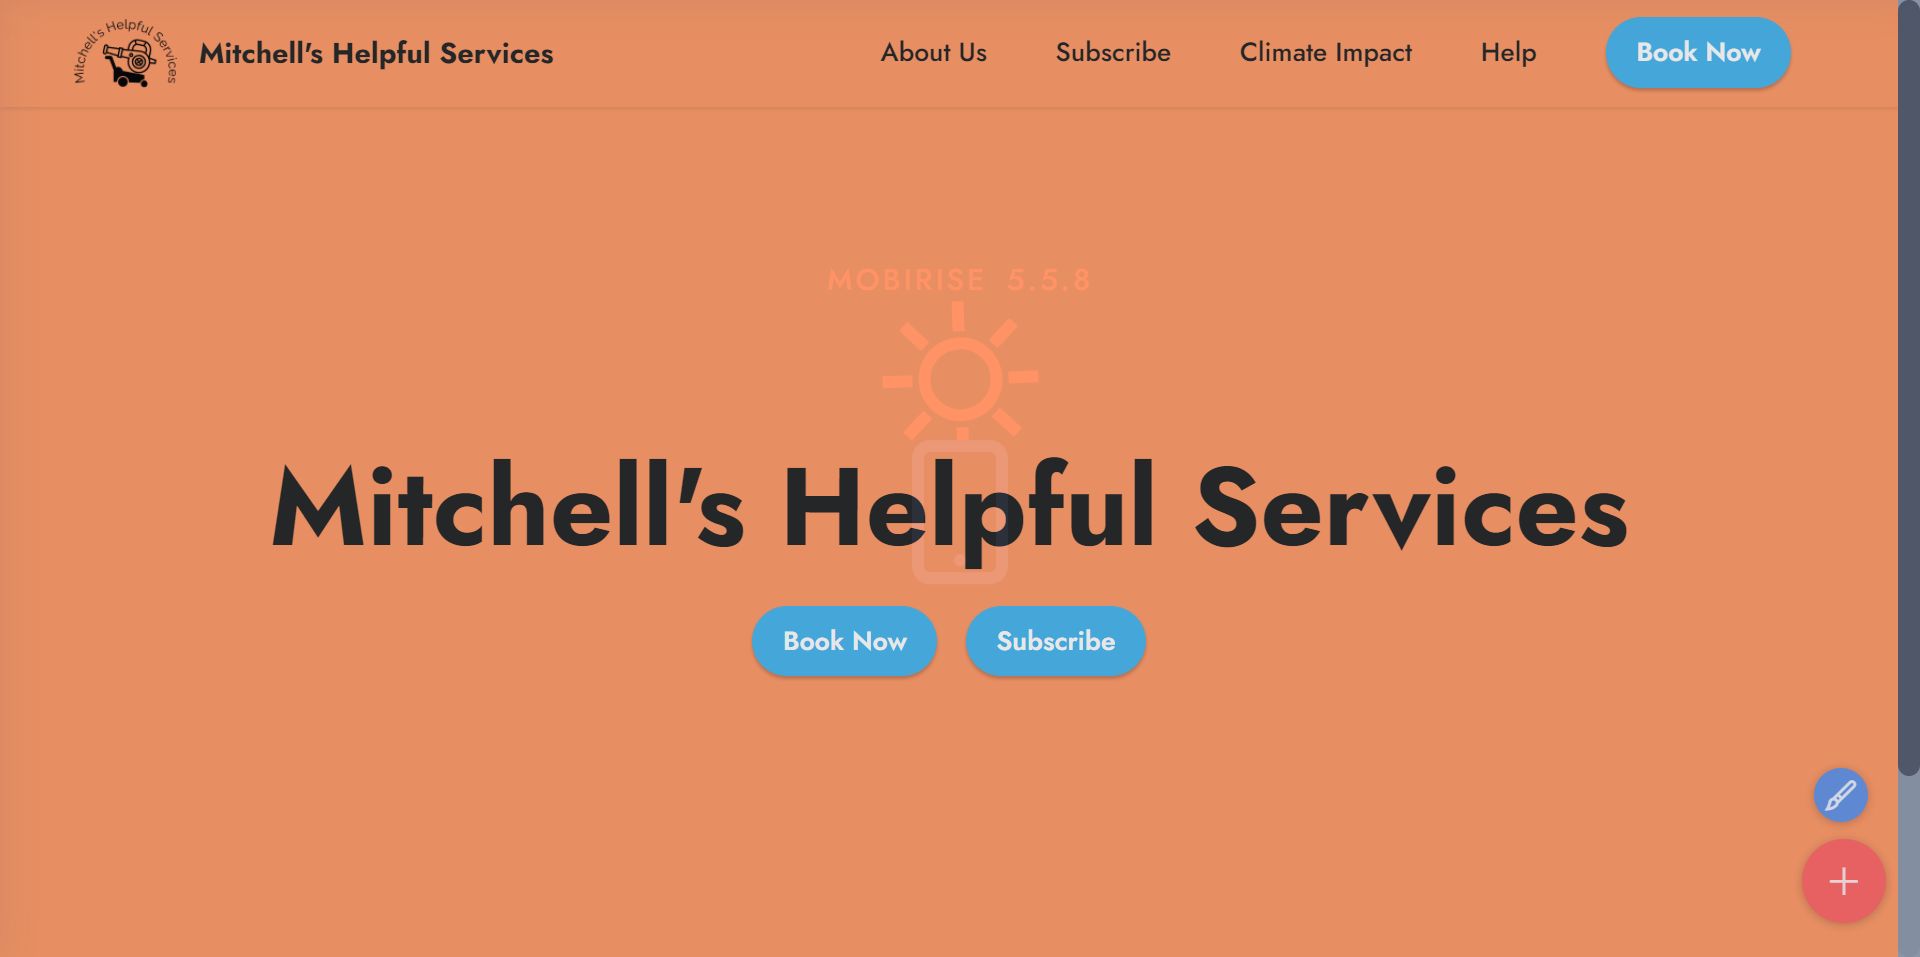 Mitchell's Helpful Services
Mitchell's Helpful Services
About Us
Subscribe
Climate Impact
Help
Book Now
MOBIRISE 5.5.8
Mitchell's Helpful Services
Book Now
Subscribe